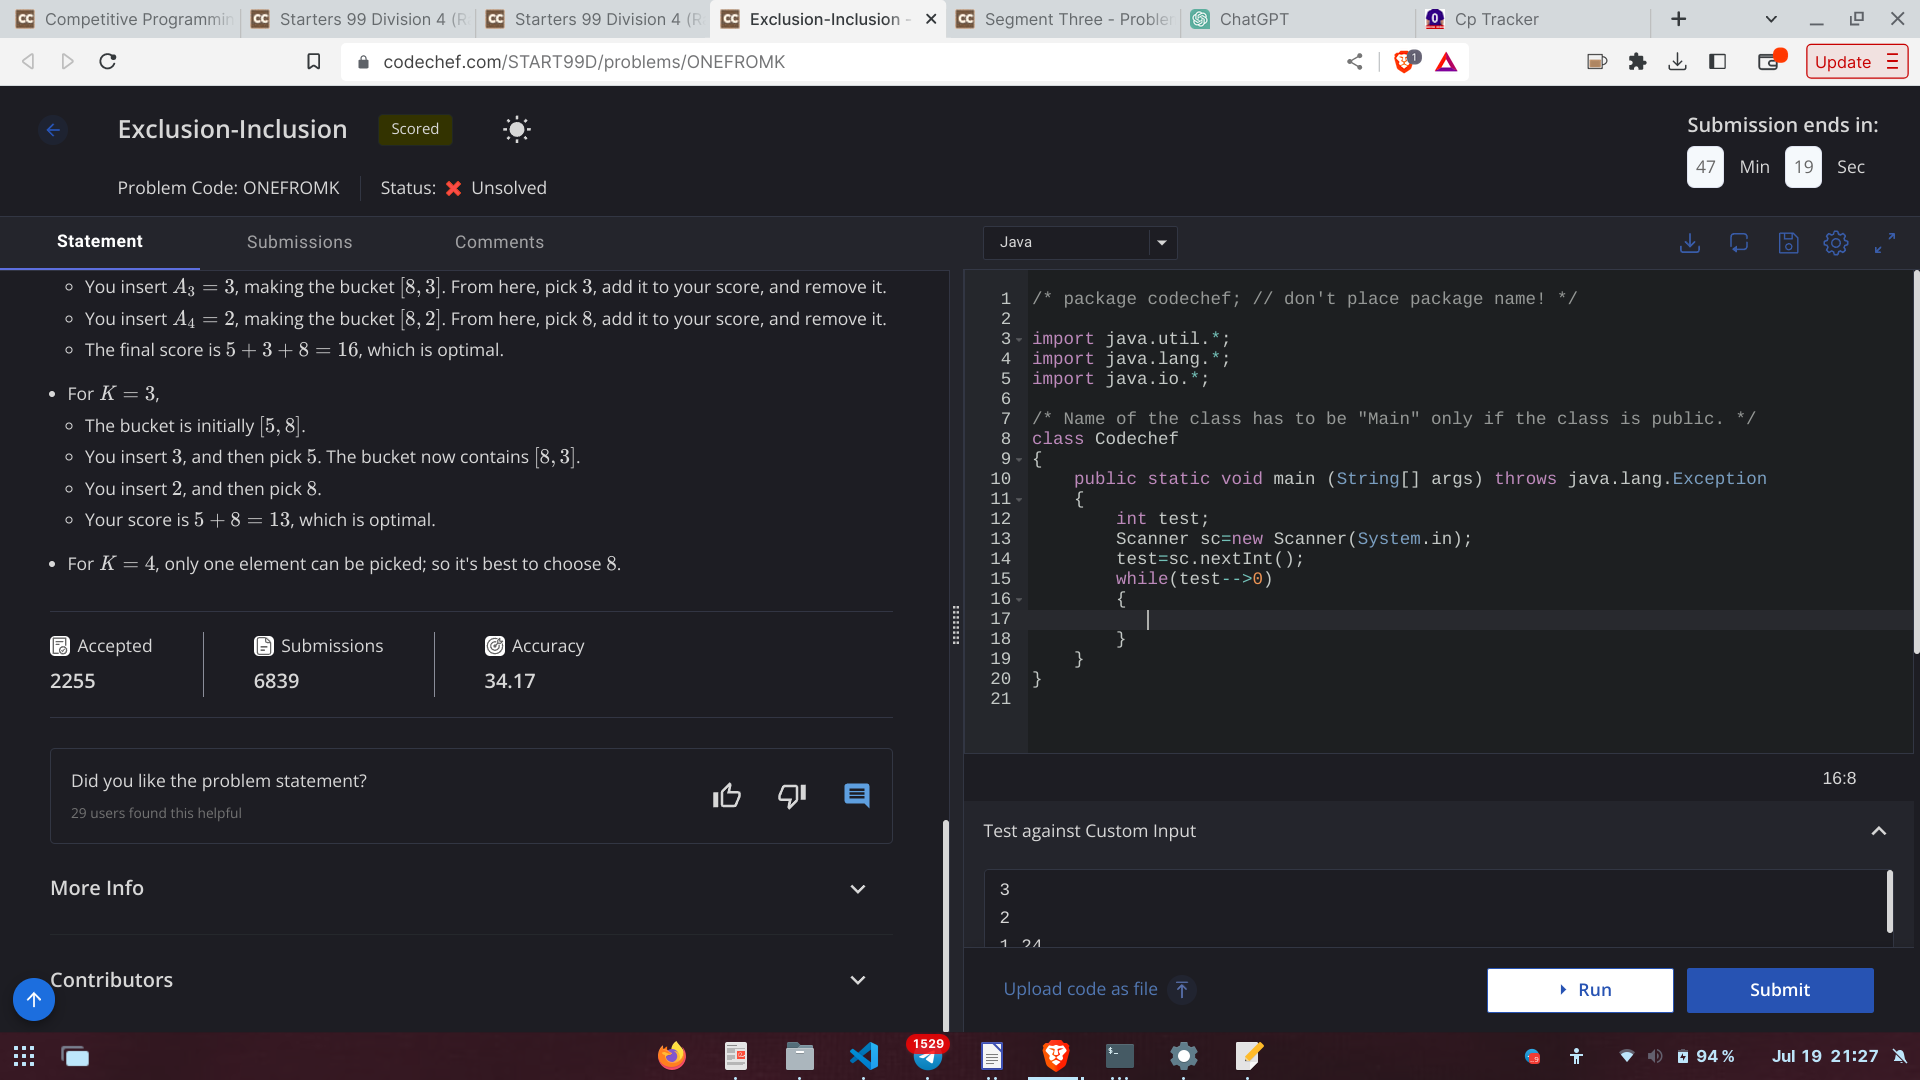 Competitive Programmin
Starters 99 Division 4 (R
Starters 99 Division 4 (R
Exclusion-Inclusion -
Segment Three - Proble
ChatGPT
Cp Tracker
codechef.com/START99D/problems/ONEFROMK
1
Update
Exclusion-Inclusion
Scored
Submission ends in:
47 Min 19 Sec
Problem Code: ONEFROMK
Status: Unsolved
Statement
Submissions
Comments
Java
You insert A₃ = 3, making the bucket [8, 3]. From here, pick 3, add it to your score, and remove it.
You insert A₄ = 2, making the bucket [8, 2]. From here, pick 8, add it to your score, and remove it.
The final score is 5 + 3 + 8 = 16, which is optimal.
For K = 3,
The bucket is initially [5, 8].
You insert 3, and then pick 5. The bucket now contains [8, 3].
You insert 2, and then pick 8.
Your score is 5 + 8 = 13, which is optimal.
For K = 4, only one element can be picked; so it's best to choose 8.
Accepted
2255
Submissions
6839
Accuracy
34.17
Did you like the problem statement?
29 users found this helpful
More Info
Contributors
1 /* package codechef; // don't place package name! */
2
3 import java.util.*;
4 import java.lang.*;
5 import java.io.*;
6
7 /* Name of the class has to be "Main" only if the class is public. */
8 class Codechef
9 {
10 public static void main (String[] args) throws java.lang.Exception
11 {
12 int test;
13 Scanner sc=new Scanner(System.in);
14 test=sc.nextInt();
15 while(test-->0)
16 {
17
18 }
19 }
20 }
21
16:8
Test against Custom Input
3
2
1 24
Upload code as file
Run
Submit
1529
94 %
Jul 19 21:27